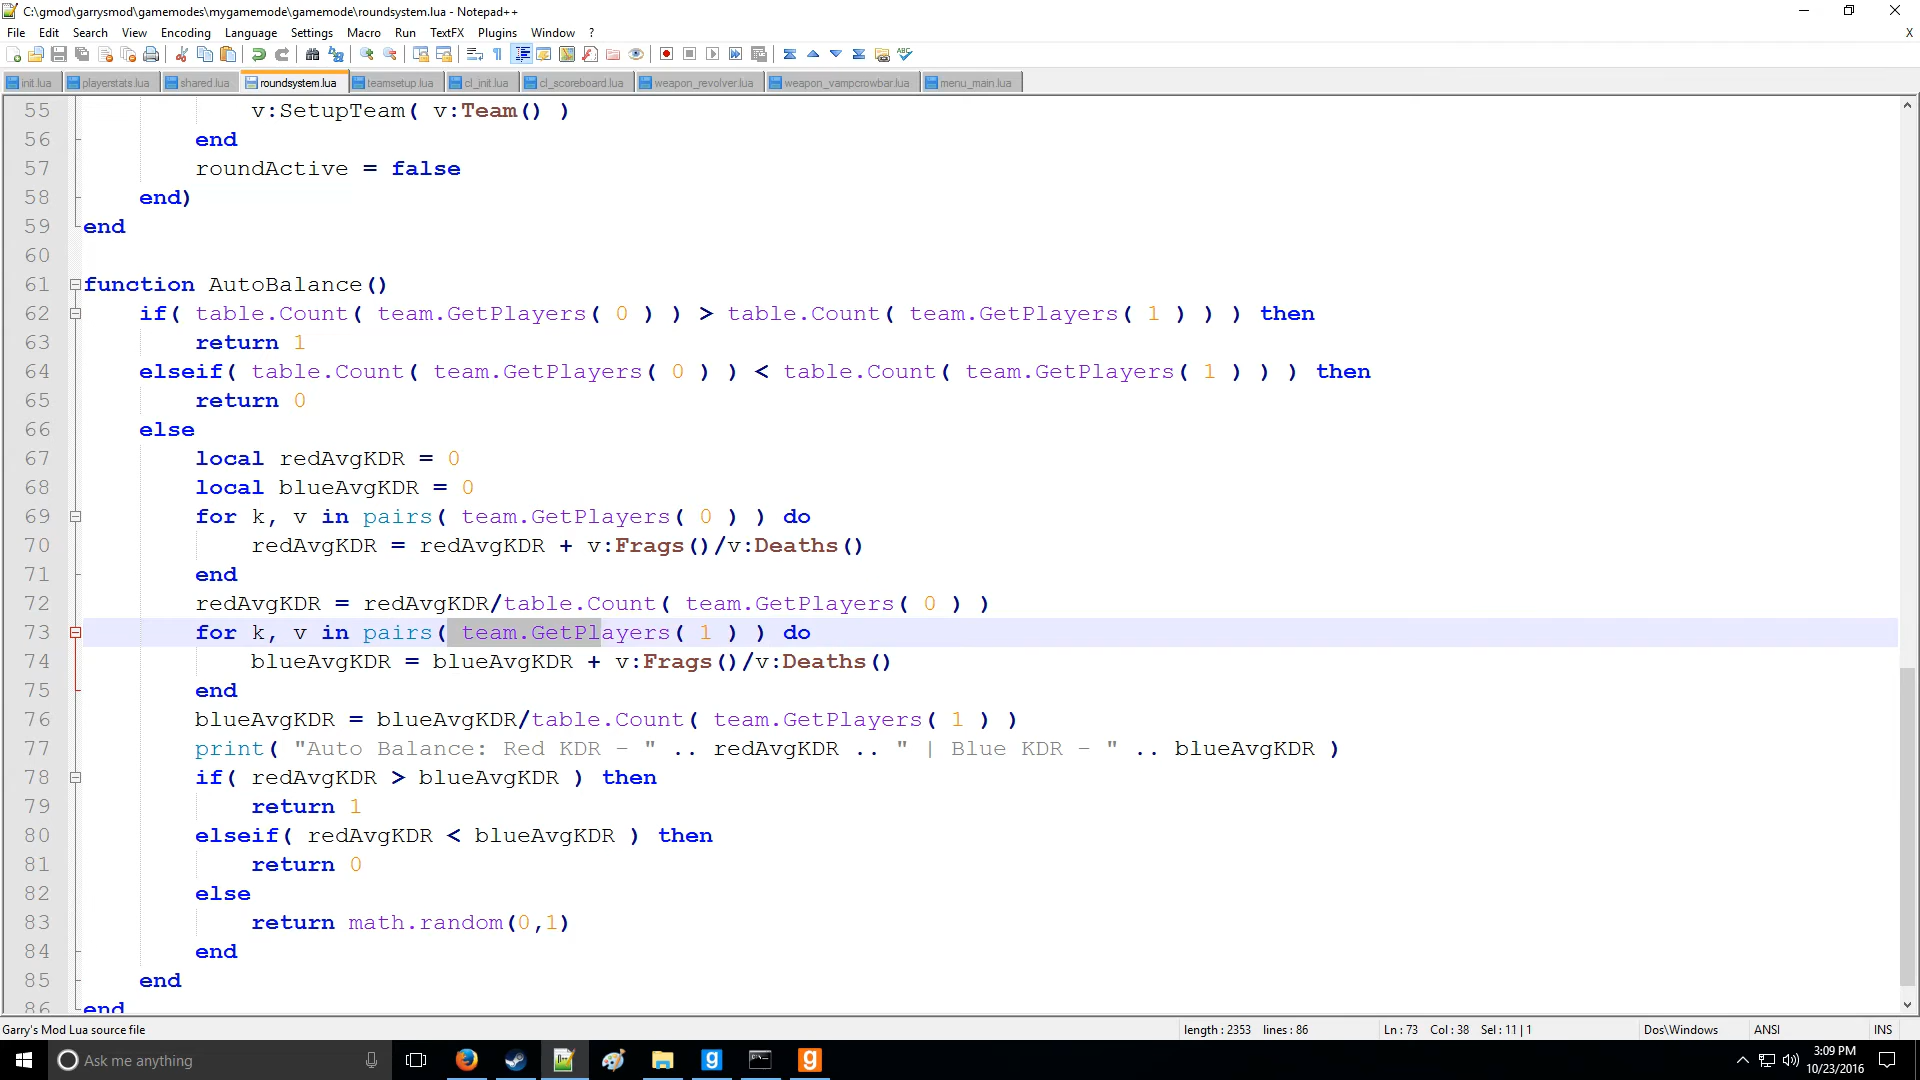 C:\gmod\garrysmod\gamemodes\mygamemode\gamemode\roundsystem.lua - Notepad++
File Edit Search View Encoding Language Settings Macro Run TextFX Plugins Window ? X
init.lua playerstats.lua shared.lua roundsystem.lua teamsetup.lua cl_init.lua cl_scoreboard.lua weapon_revolver.lua weapon_vampcrowbar.lua menu_main.lua
55 v:SetupTeam( v:Team() )
56 end
57 roundActive = false
58 end)
59 end
60
61 function AutoBalance()
62 if( table.Count( team.GetPlayers( 0 ) ) > table.Count( team.GetPlayers( 1 ) ) ) then
63 return 1
64 elseif( table.Count( team.GetPlayers( 0 ) ) < table.Count( team.GetPlayers( 1 ) ) ) then
65 return 0
66 else
67 local redAvgKDR = 0
68 local blueAvgKDR = 0
69 for k, v in pairs( team.GetPlayers( 0 ) ) do
70 redAvgKDR = redAvgKDR + v:Frags()/v:Deaths()
71 end
72 redAvgKDR = redAvgKDR/table.Count( team.GetPlayers( 0 ) )
73 for k, v in pairs( team.GetPlayers( 1 ) ) do
74 blueAvgKDR = blueAvgKDR + v:Frags()/v:Deaths()
75 end
76 blueAvgKDR = blueAvgKDR/table.Count( team.GetPlayers( 1 ) )
77 print( "Auto Balance: Red KDR - " .. redAvgKDR .. " | Blue KDR - " .. blueAvgKDR )
78 if( redAvgKDR > blueAvgKDR ) then
79 return 1
80 elseif( redAvgKDR < blueAvgKDR ) then
81 return 0
82 else
83 return math.random(0,1)
84 end
85 end
86 end
Garry's Mod Lua source file length : 2353 lines : 86 Ln : 73 Col : 38 Sel : 11 | 1 Dos\Windows ANSI INS
Ask me anything 3:09 PM
10/23/2016